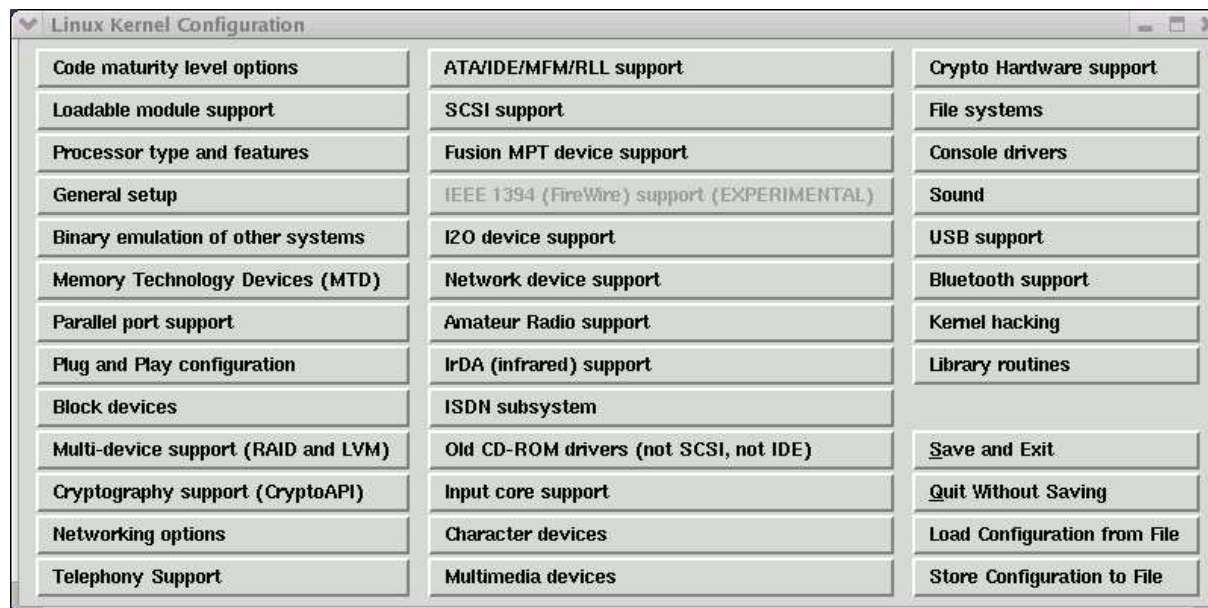 Linux Kernel Configuration
Code maturity level options
Loadable module support
Processor type and features
General setup
Binary emulation of other systems
Memory Technology Devices (MTD)
Parallel port support
Plug and Play configuration
Block devices
Multi-device support (RAID and LVM)
Cryptography support (CryptoAPI)
Networking options
Telephony Support
ATA/IDE/MFM/RLL support
SCSI support
Fusion MPT device support
IEEE 1394 (FireWire) support (EXPERIMENTAL)
I2O device support
Network device support
Amateur Radio support
IrDA (infrared) support
ISDN subsystem
Old CD-ROM drivers (not SCSI, not IDE)
Input core support
Character devices
Multimedia devices
Crypto Hardware support
File systems
Console drivers
Sound
USB support
Bluetooth support
Kernel hacking
Library routines
Save and Exit
Quit Without Saving
Load Configuration from File
Store Configuration to File